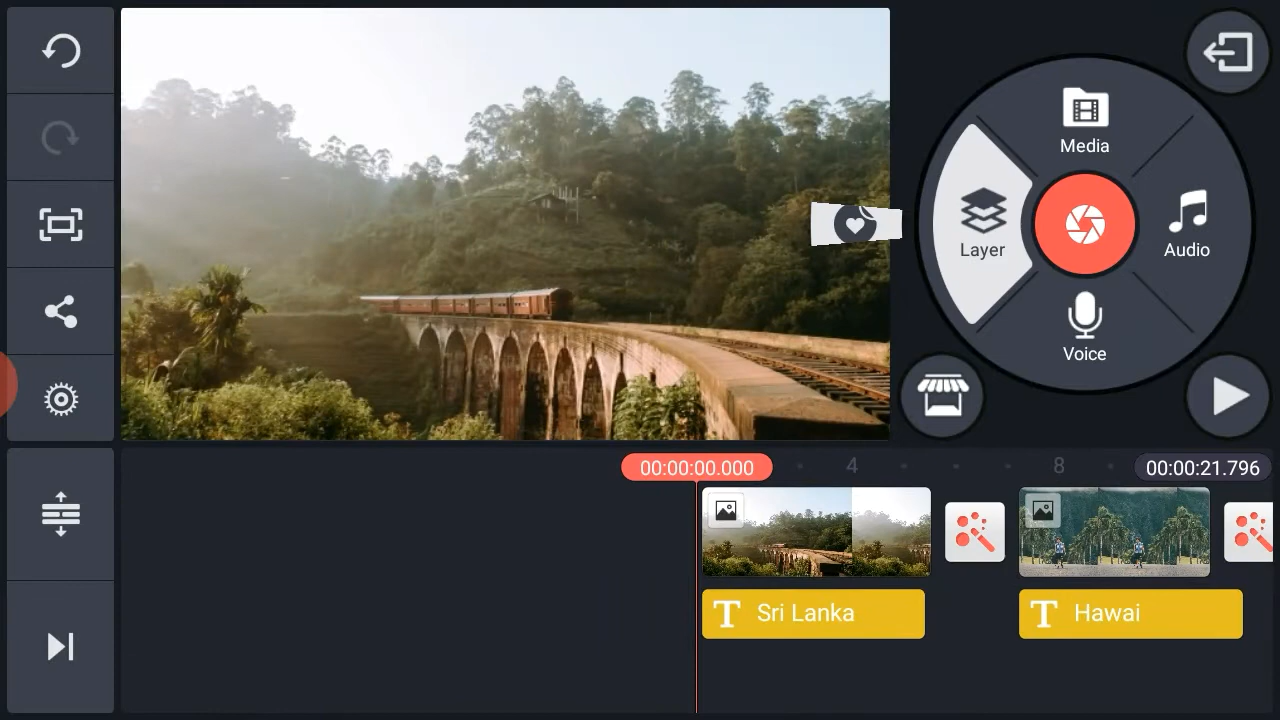 Media
Layer
Audio
Voice
00:00:00.000
4
8
00:00:21.796
T Sri Lanka
T Hawai